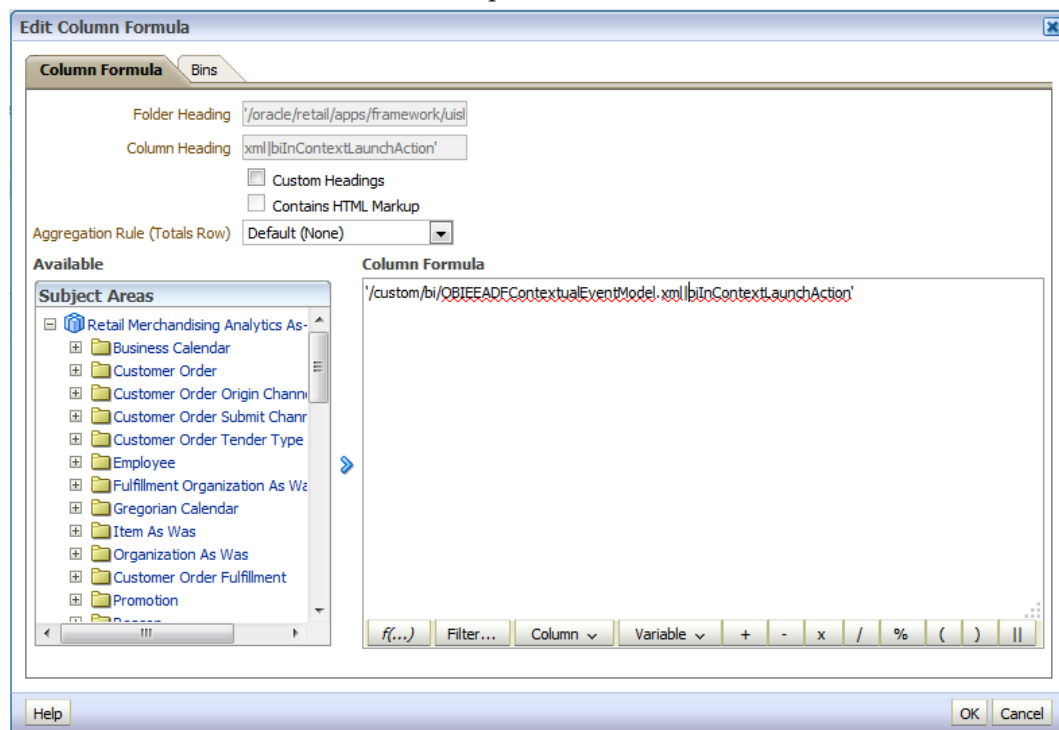 Edit Column Formula
Column Formula Bins
Folder Heading '/oracle/retail/apps/framework/uisl
Column Heading xml|biInContextLaunchAction'
Custom Headings
Contains HTML Markup
Aggregation Rule (Totals Row) Default (None)
Available
Subject Areas
Retail Merchandising Analytics As-
Business Calendar
Customer Order
Customer Order Origin Chann
Customer Order Submit Chanr
Customer Order Tender Type
Employee
Fulfillment Organization As Wa
Gregorian Calendar
Item As Was
Organization As Was
Customer Order Fulfillment
Promotion
Column Formula
'/custom/bi/OBIEEADFContextualEventModel.xml|biInContextLaunchAction'
f(...) Filter... Column Variable + - x / % ( ) ||
Help OK Cancel